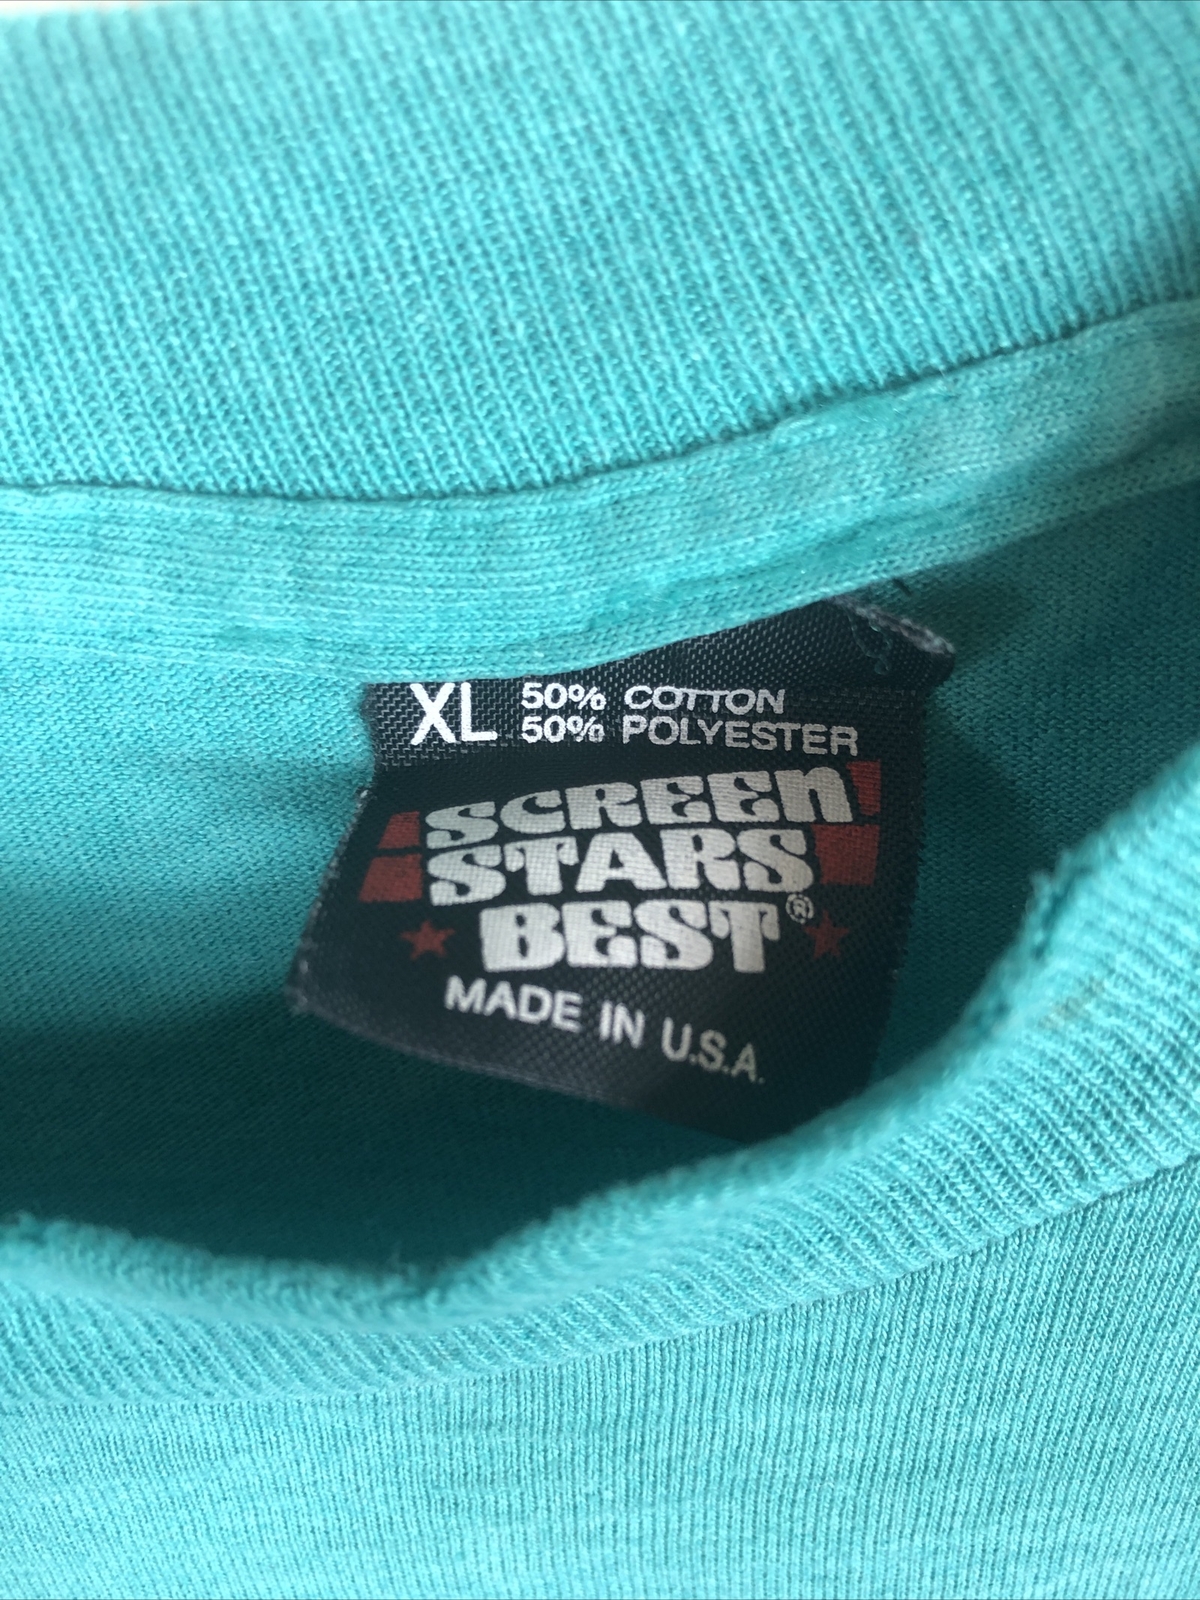 XL 50% COTTON
50% POLYESTER
SCREEN
STARS
BEST®
MADE IN U.S.A.